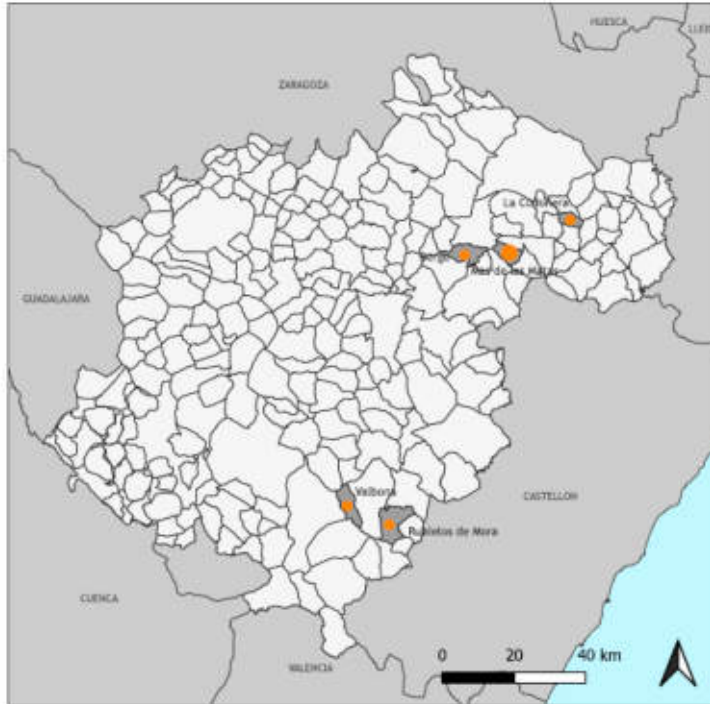 HUESCA
ZARAGOZA
La Codoñera
Mas de las Matas
GUADALAJARA
Valbona
CASTELLON
Rubielos de Mora
CUENCA
VALENCIA
0 20 40 km